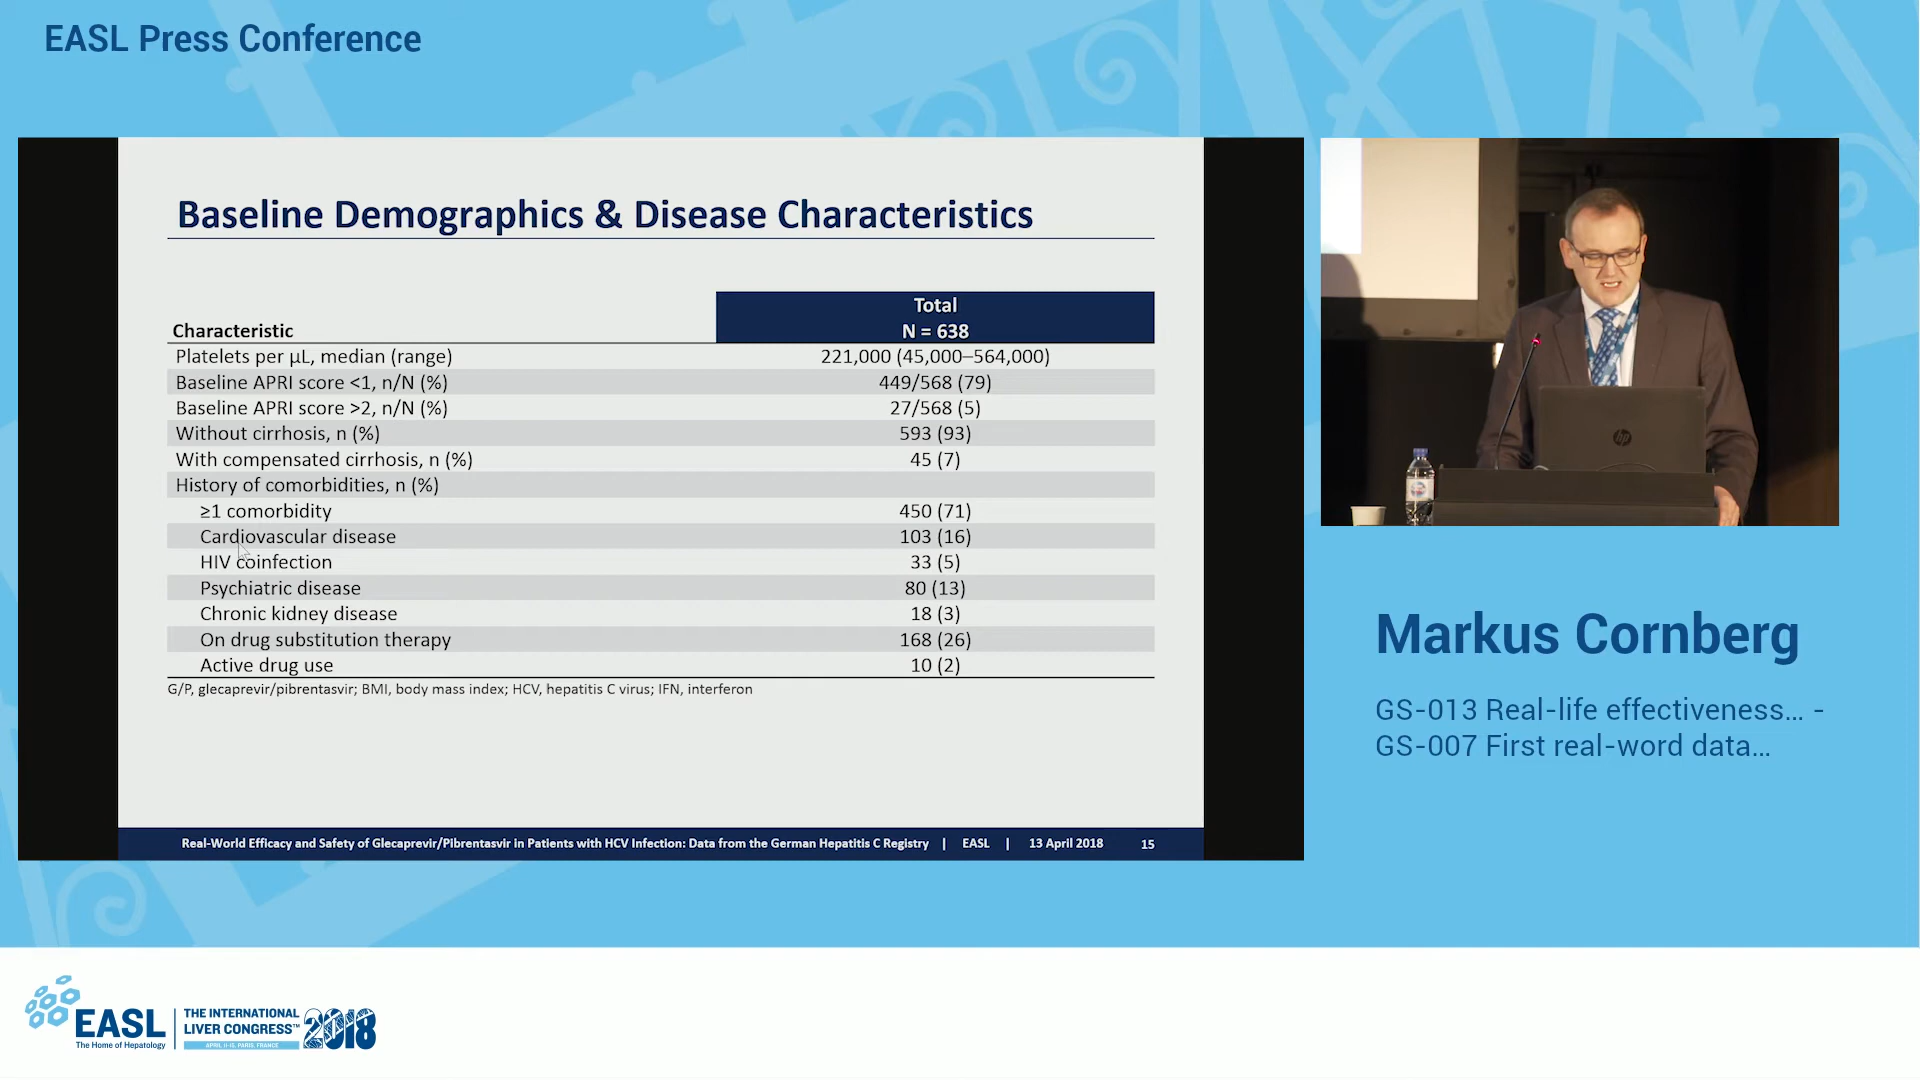 EASL Press Conference
Baseline Demographics & Disease Characteristics
Total
Characteristic N = 638
Platelets per µL, median (range) 221,000 (45,000–564,000)
Baseline APRI score <1, n/N (%) 449/568 (79)
Baseline APRI score >2, n/N (%) 27/568 (5)
Without cirrhosis, n (%) 593 (93)
With compensated cirrhosis, n (%) 45 (7)
History of comorbidities, n (%)
≥1 comorbidity 450 (71)
Cardiovascular disease 103 (16)
HIV coinfection 33 (5)
Psychiatric disease 80 (13)
Chronic kidney disease 18 (3)
On drug substitution therapy 168 (26)
Active drug use 10 (2)
G/P, glecaprevir/pibrentasvir; BMI, body mass index; HCV, hepatitis C virus; IFN, interferon
Real-World Efficacy and Safety of Glecaprevir/Pibrentasvir in Patients with HCV Infection: Data from the German Hepatitis C Registry | EASL | 13 April 2018 15
hp
Markus Cornberg
GS-013 Real-life effectiveness... -
GS-007 First real-word data...
EASL
The Home of Hepatology
THE INTERNATIONAL
LIVER CONGRESS™
2018
APRIL 11-15, PARIS, FRANCE